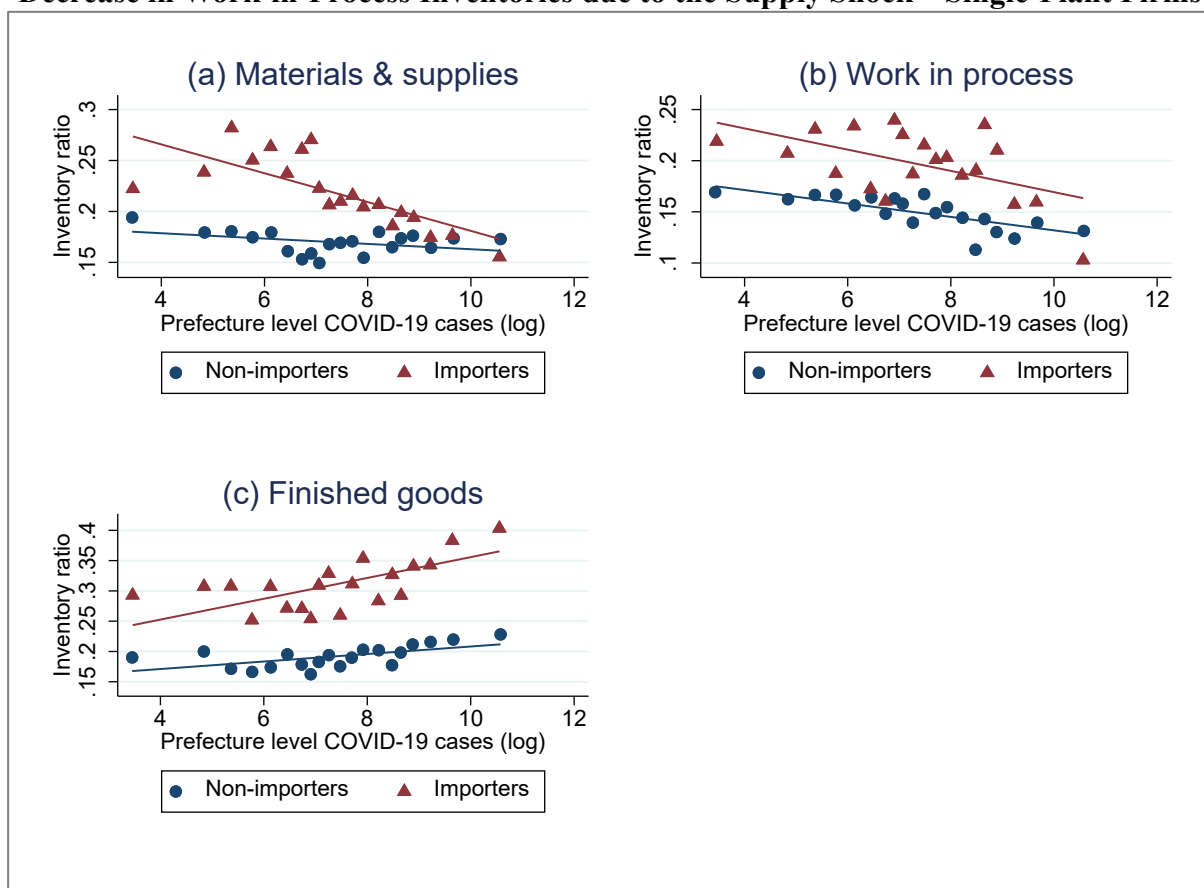 Decrease in Work-in-Process Inventories due to the Supply Shock – Single-Plant Firms
(a) Materials & supplies
Inventory ratio
.3
.25
.2
.15
4 6 8 10 12
Prefecture level COVID-19 cases (log)
Non-importers Importers
(b) Work in process
Inventory ratio
.25
.2
.15
.1
4 6 8 10 12
Prefecture level COVID-19 cases (log)
Non-importers Importers
(c) Finished goods
Inventory ratio
.4
.35
.3
.25
.2
.15
4 6 8 10 12
Prefecture level COVID-19 cases (log)
Non-importers Importers